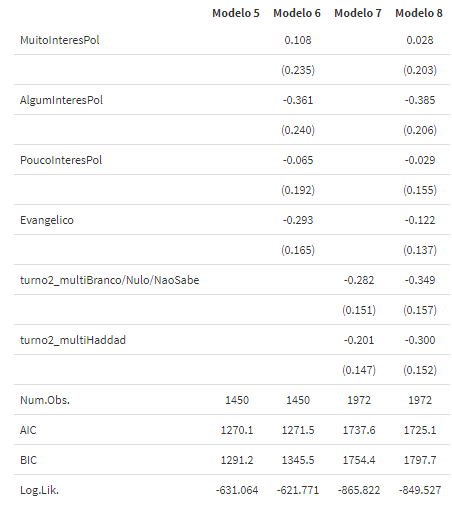 Modelo 5 Modelo 6 Modelo 7 Modelo 8
MuitoInteresPol 0.108 0.028
(0.235) (0.203)
AlgumInteresPol -0.361 -0.385
(0.240) (0.206)
PoucoInteresPol -0.065 -0.029
(0.192) (0.155)
Evangelico -0.293 -0.122
(0.165) (0.137)
turno2_multiBranco/Nulo/NaoSabe -0.282 -0.349
(0.151) (0.157)
turno2_multiHaddad -0.201 -0.300
(0.147) (0.152)
Num.Obs. 1450 1450 1972 1972
AIC 1270.1 1271.5 1737.6 1725.1
BIC 1291.2 1345.5 1754.4 1797.7
Log.Lik. -631.064 -621.771 -865.822 -849.527